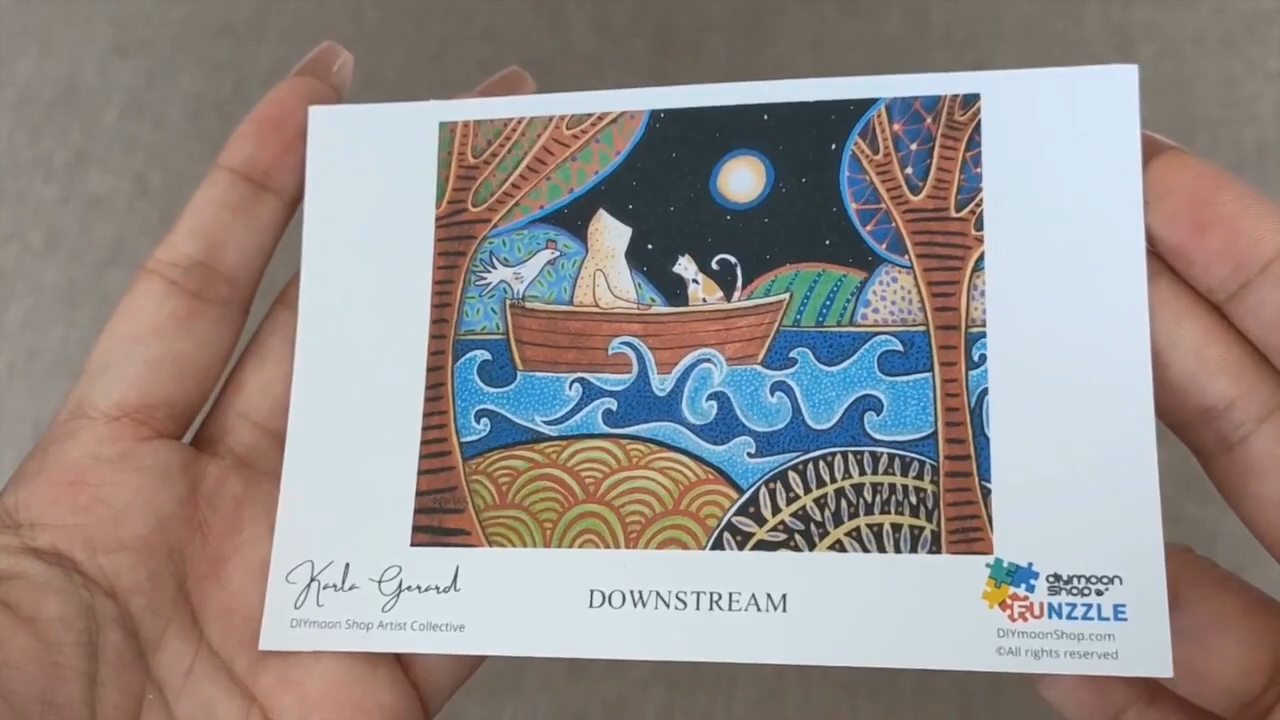 Karla Gerard
DIYmoon Shop Artist Collective
DOWNSTREAM
diymoon
shop
FUNZZLE
DIYmoonShop.com
©All rights reserved